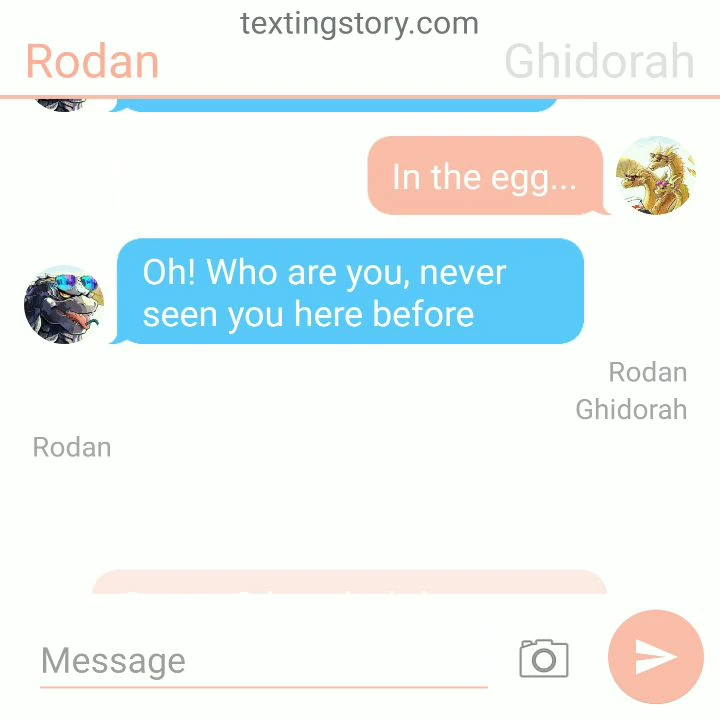 textingstory.com
Rodan
Ghidorah
In the egg...
Oh! Who are you, never
seen you here before
Rodan
Ghidorah
Rodan
Message